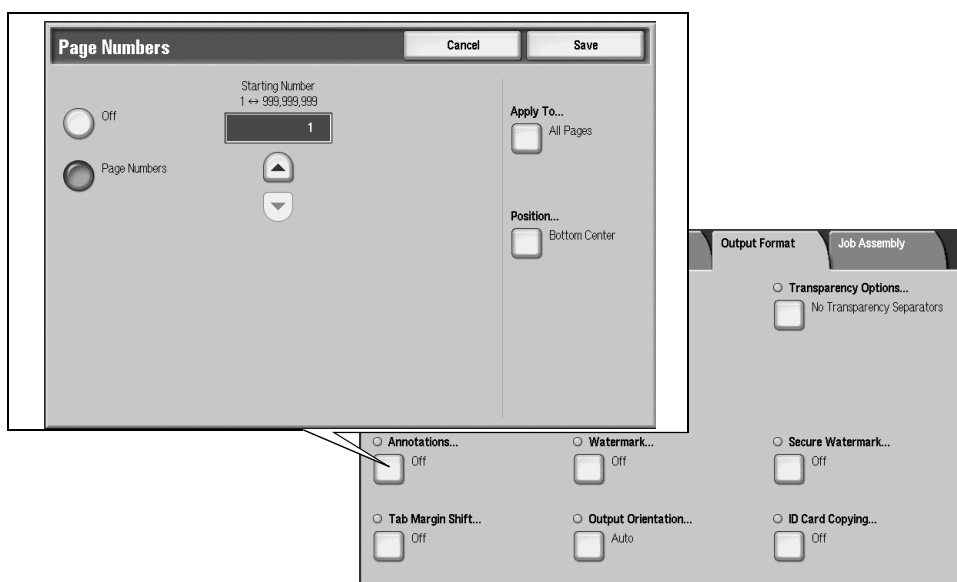 Page Numbers
Cancel
Save
Off
Page Numbers
Starting Number
1 ↔ 999,999,999
1
Apply To...
All Pages
Position...
Bottom Center
Output Format
Job Assembly
Transparency Options...
No Transparency Separators
Annotations...
Off
Watermark...
Off
Secure Watermark...
Off
Tab Margin Shift...
Off
Output Orientation...
Auto
ID Card Copying...
Off